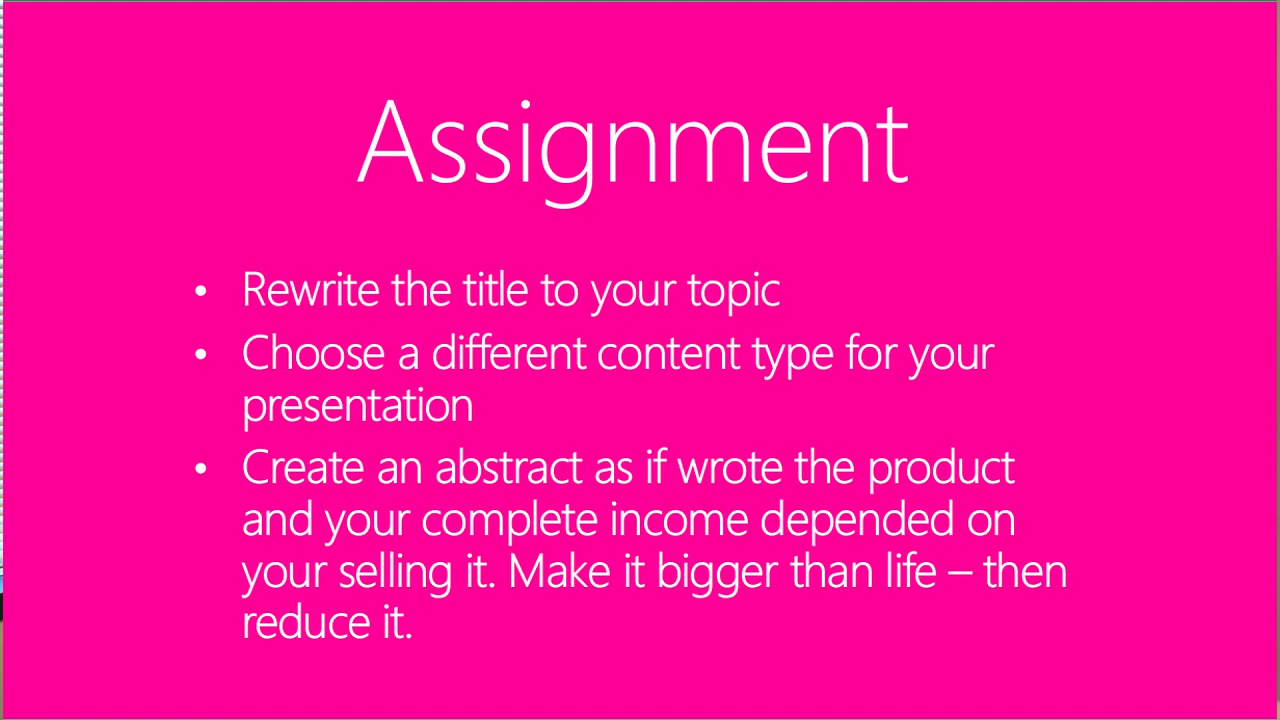 Assignment
• Rewrite the title to your topic
• Choose a different content type for your
presentation
• Create an abstract as if wrote the product
and your complete income depended on
your selling it. Make it bigger than life – then
reduce it.